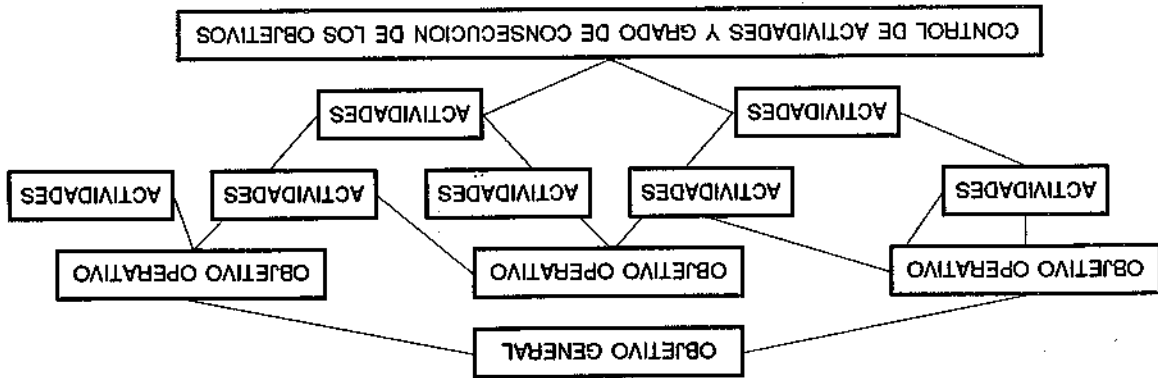 OBJETIVO GENERAL
OBJETIVO OPERATIVO
OBJETIVO OPERATIVO
OBJETIVO OPERATIVO
ACTIVIDADES
ACTIVIDADES
ACTIVIDADES
ACTIVIDADES
ACTIVIDADES
ACTIVIDADES
ACTIVIDADES
CONTROL DE ACTIVIDADES Y GRADO DE CONSECUCION DE LOS OBJETIVOS